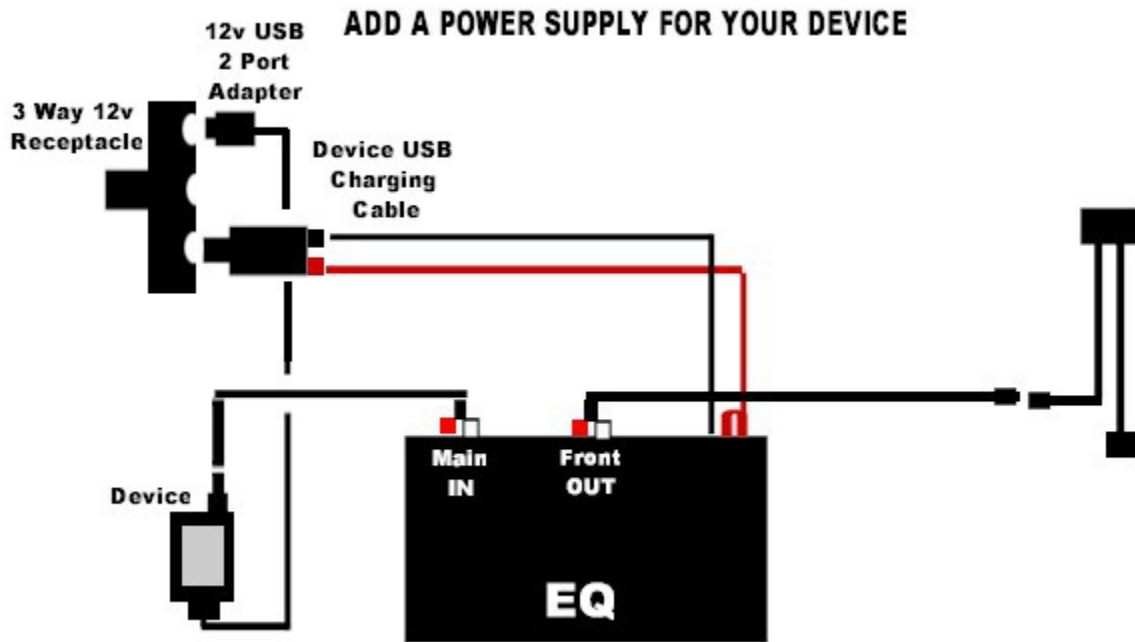 ADD A POWER SUPPLY FOR YOUR DEVICE
12v USB
2 Port
Adapter
3 Way 12v
Receptacle
Device USB
Charging
Cable
Main
IN
Front
OUT
Device
EQ